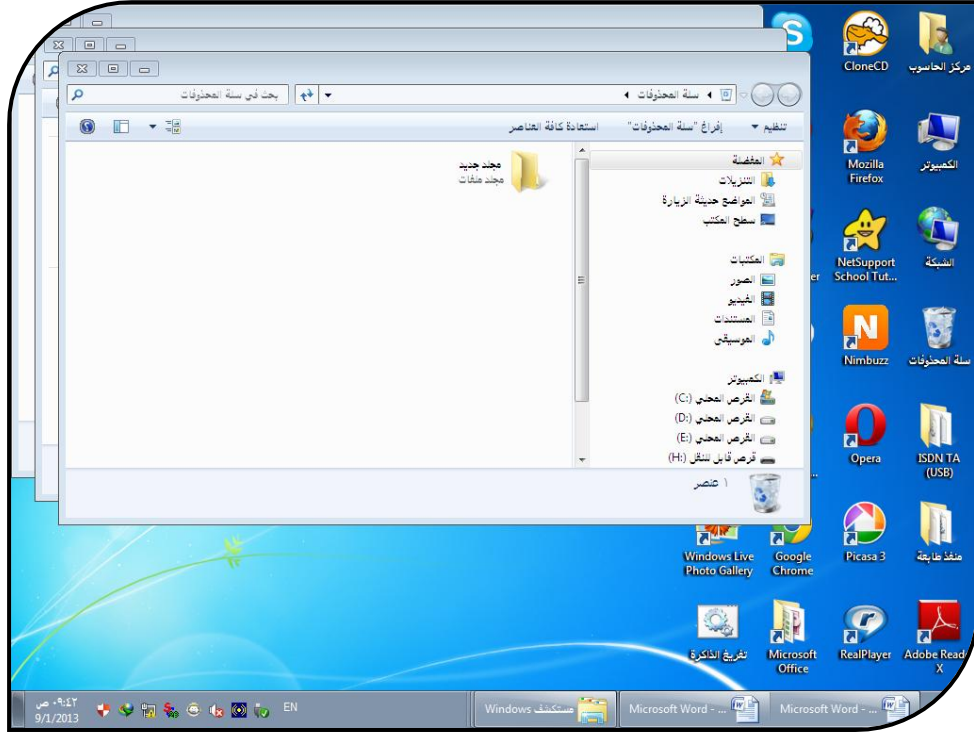 سلة المحذوفات
بحث في سلة المحذوفات
تنظيم
إفراغ "سلة المحذوفات"
استعادة كافة العناصر
المفضلة
التنزيلات
المواضع حديثة الزيارة
سطح المكتب
المكتبات
الصور
الفيديو
المستندات
الموسيقى
الكمبيوتر
القرص المحلي (C:)
القرص المحلي (D:)
القرص المحلي (E:)
قرص قابل للنقل (H:)
مجلد جديد
مجلد ملفات
١ عنصر
مركز الحاسوب
CloneCD
الكمبيوتر
Mozilla
Firefox
الشبكة
NetSupport
School Tut...
er
سلة المحذوفات
Nimbuzz
ISDN TA
(USB)
Opera
منفذ طابعة
Picasa 3
Google
Chrome
Windows Live
Photo Gallery
Adobe Read
X
RealPlayer
Microsoft
Office
تفريغ الذاكرة
Microsoft Word - ...
Microsoft Word - ...
مستكشف Windows
EN
٠٩:٤٢ ص
9/1/2013